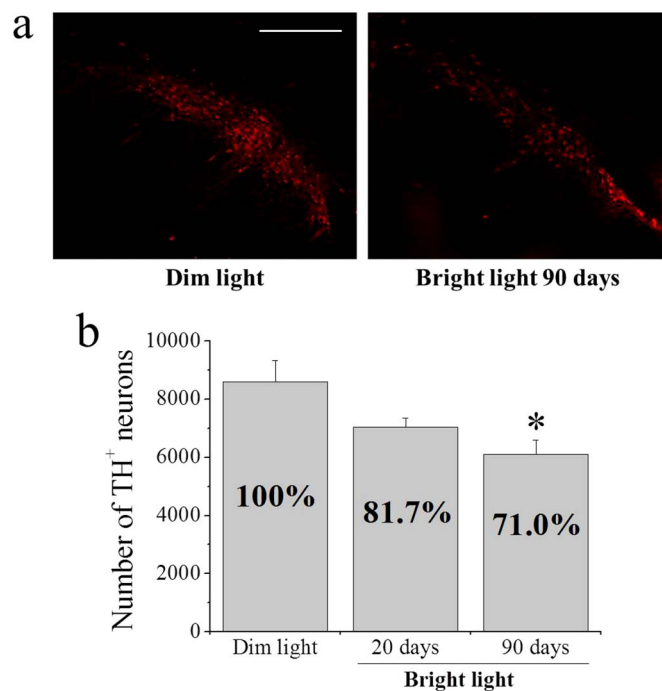 a
Dim light
Bright light 90 days
b
Number of TH+ neurons
10000
8000
6000
4000
2000
0
100%
81.7%
*
71.0%
Dim light
20 days
90 days
Bright light